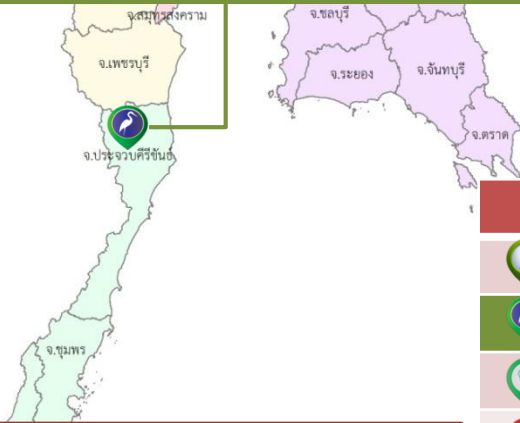 จ.สมุทรสงคราม
จ.ชลบุรี
จ.เพชรบุรี
จ.ระยอง
จ.จันทบุรี
จ.ตราด
จ.ประจวบคีรีขันธ์
จ.ชุมพร